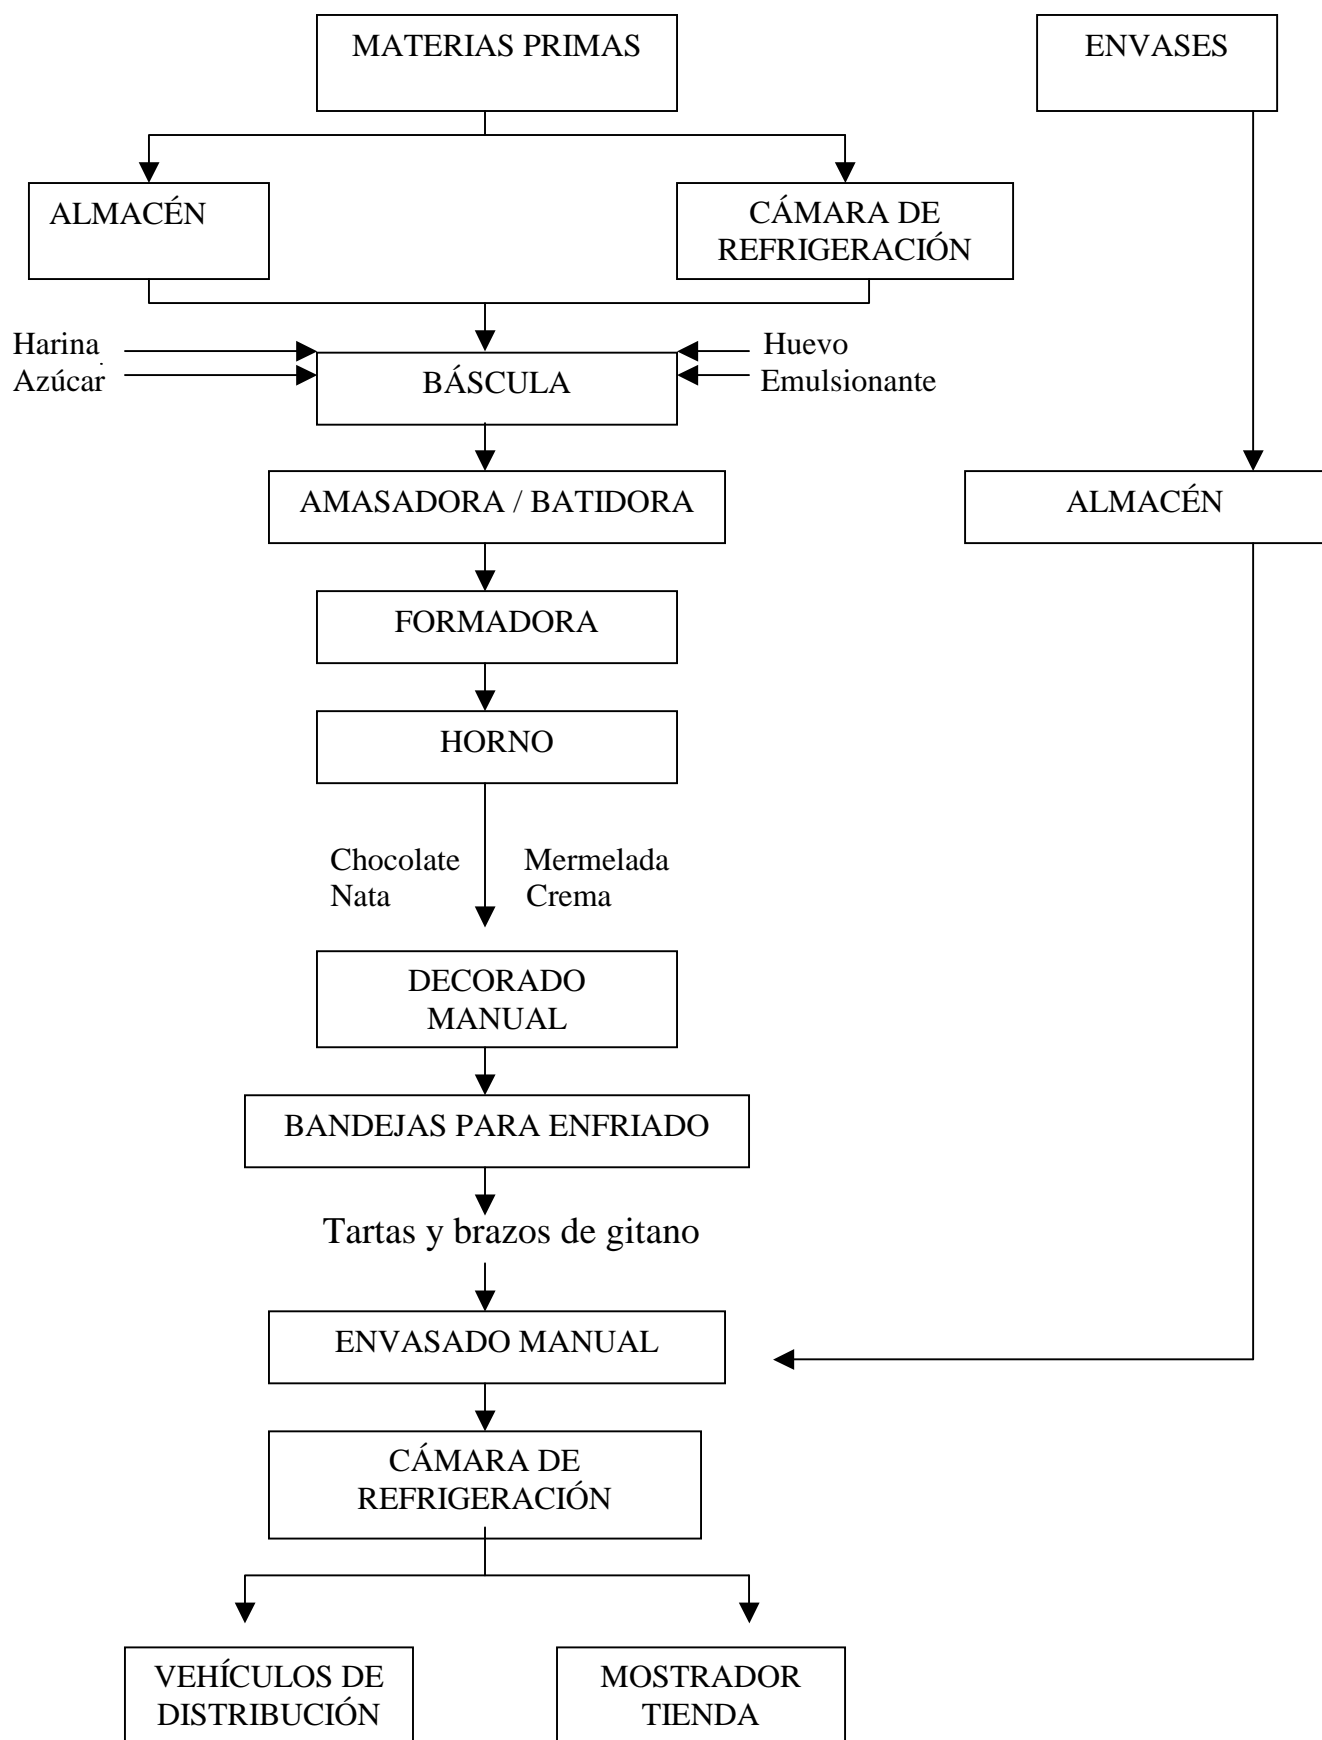 MATERIAS PRIMAS
ENVASES
ALMACÉN
CÁMARA DE
REFRIGERACIÓN
Harina
Azúcar
Huevo
Emulsionante
BÁSCULA
AMASADORA / BATIDORA
ALMACÉN
FORMADORA
HORNO
Chocolate
Nata
Mermelada
Crema
DECORADO
MANUAL
BANDEJAS PARA ENFRIADO
Tartas y brazos de gitano
ENVASADO MANUAL
CÁMARA DE
REFRIGERACIÓN
VEHÍCULOS DE
DISTRIBUCIÓN
MOSTRADOR
TIENDA